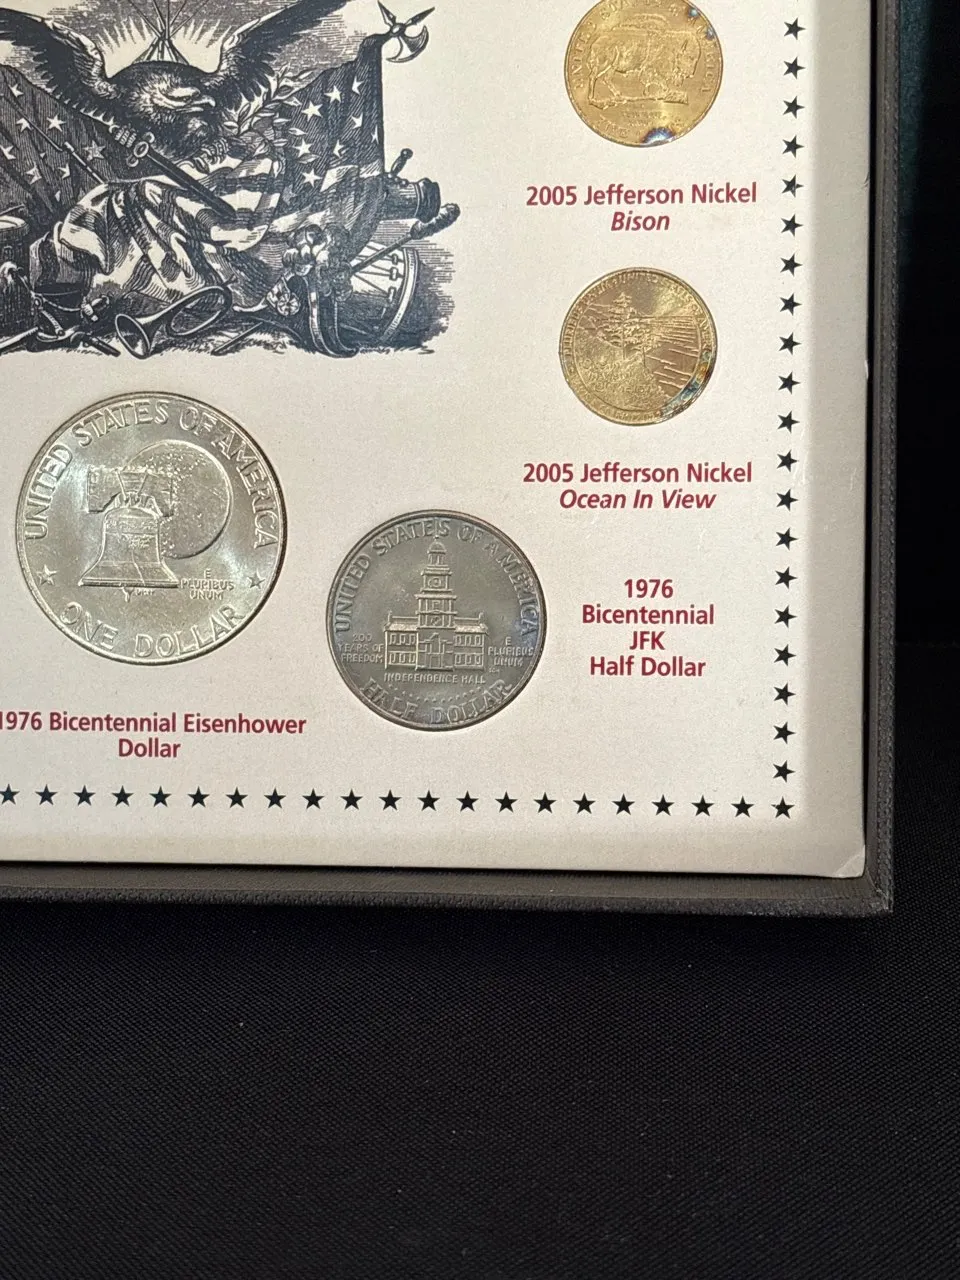 2005 Jefferson Nickel
Bison
2005 Jefferson Nickel
Ocean In View
UNITED STATES OF AMERICA
E
PLURIBUS
UNUM
ONE DOLLAR
1976 Bicentennial Eisenhower
Dollar
UNITED STATES OF AMERICA
200
YEARS OF
FREEDOM
E
PLURIBUS
UNUM
INDEPENDENCE HALL
HALF DOLLAR
1976
Bicentennial
JFK
Half Dollar